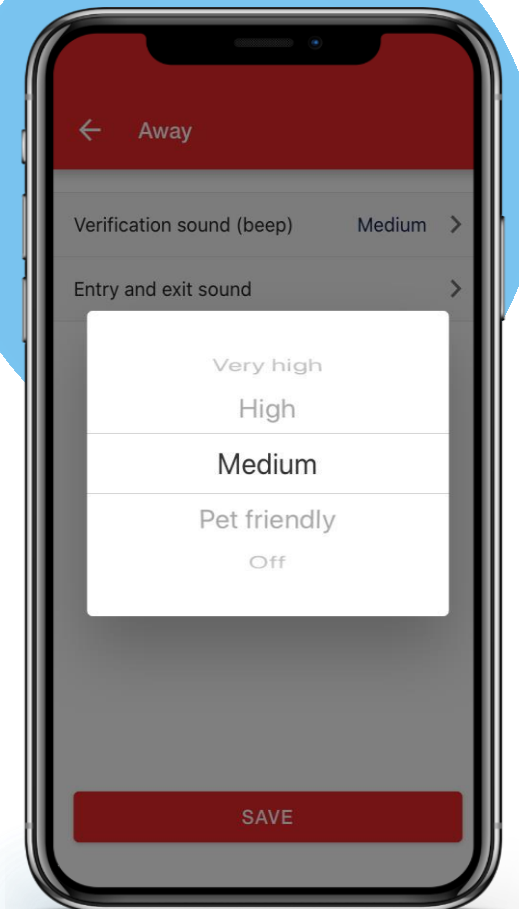 Away
Verification sound (beep) Medium
Entry and exit sound
Very high
High
Medium
Pet friendly
Off
SAVE